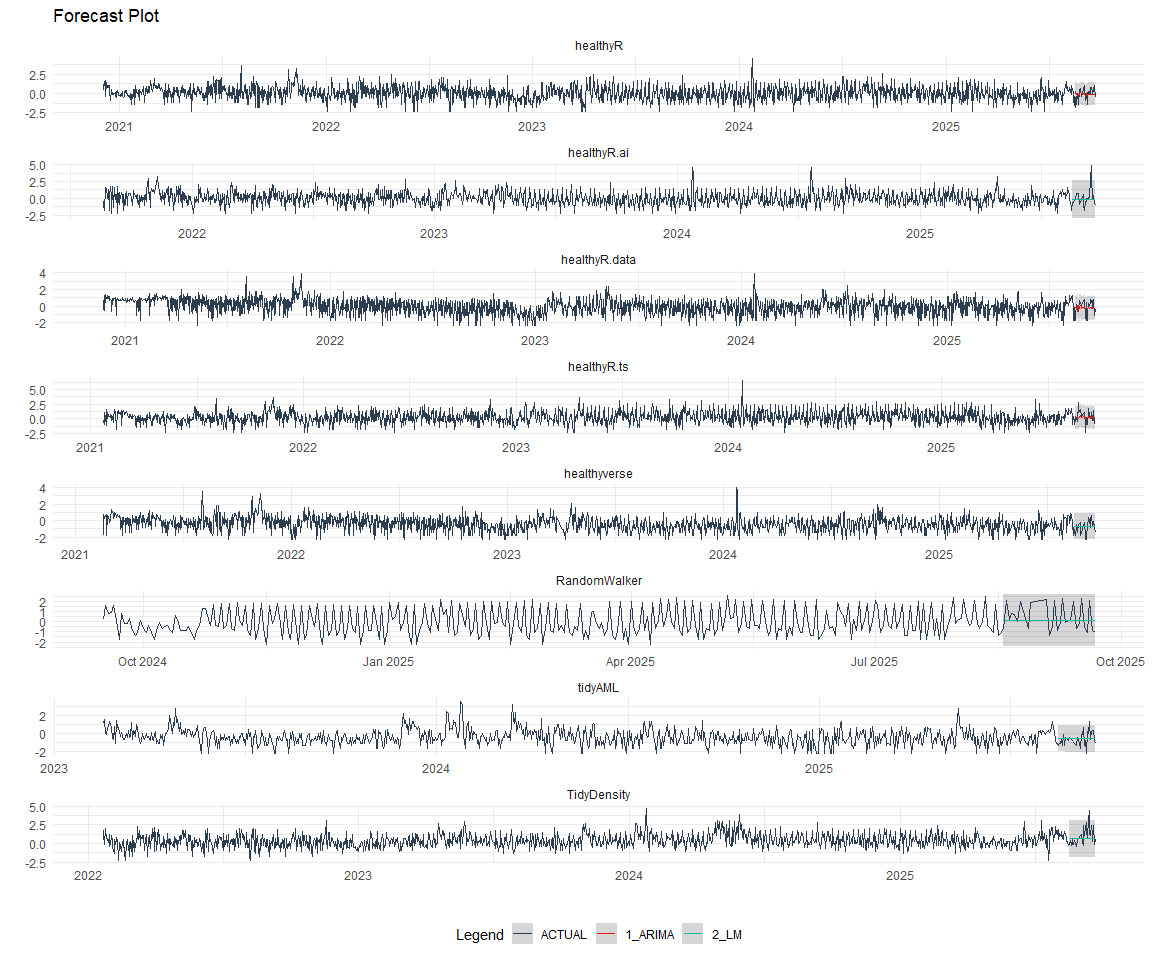 Forecast Plot
healthyR
2.5
0.0
-2.5
2021 2022 2023 2024 2025
healthyR.ai
5.0
2.5
0.0
-2.5
2022 2023 2024 2025
healthyR.data
4
2
0
-2
2021 2022 2023 2024 2025
healthyR.ts
5.0
2.5
0.0
-2.5
2021 2022 2023 2024 2025
healthyverse
4
2
0
-2
2021 2022 2023 2024 2025
RandomWalker
2
1
0
-1
-2
Oct 2024 Jan 2025 Apr 2025 Jul 2025 Oct 2025
tidyAML
2
0
-2
2023 2024 2025
TidyDensity
5.0
2.5
0.0
-2.5
2022 2023 2024 2025
Legend ACTUAL 1_ARIMA 2_LM